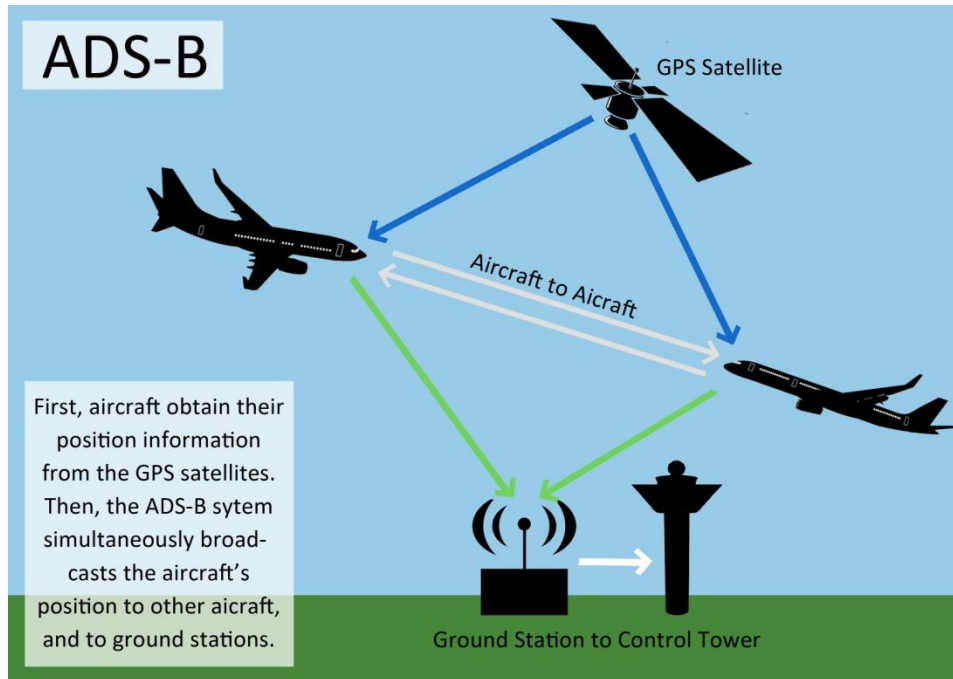 ADS-B
GPS Satellite
Aircraft to Aicraft
First, aircraft obtain their
position information
from the GPS satellites.
Then, the ADS-B sytem
simultaneously broad-
casts the aircraft's
position to other aicraft,
and to ground stations.
Ground Station to Control Tower